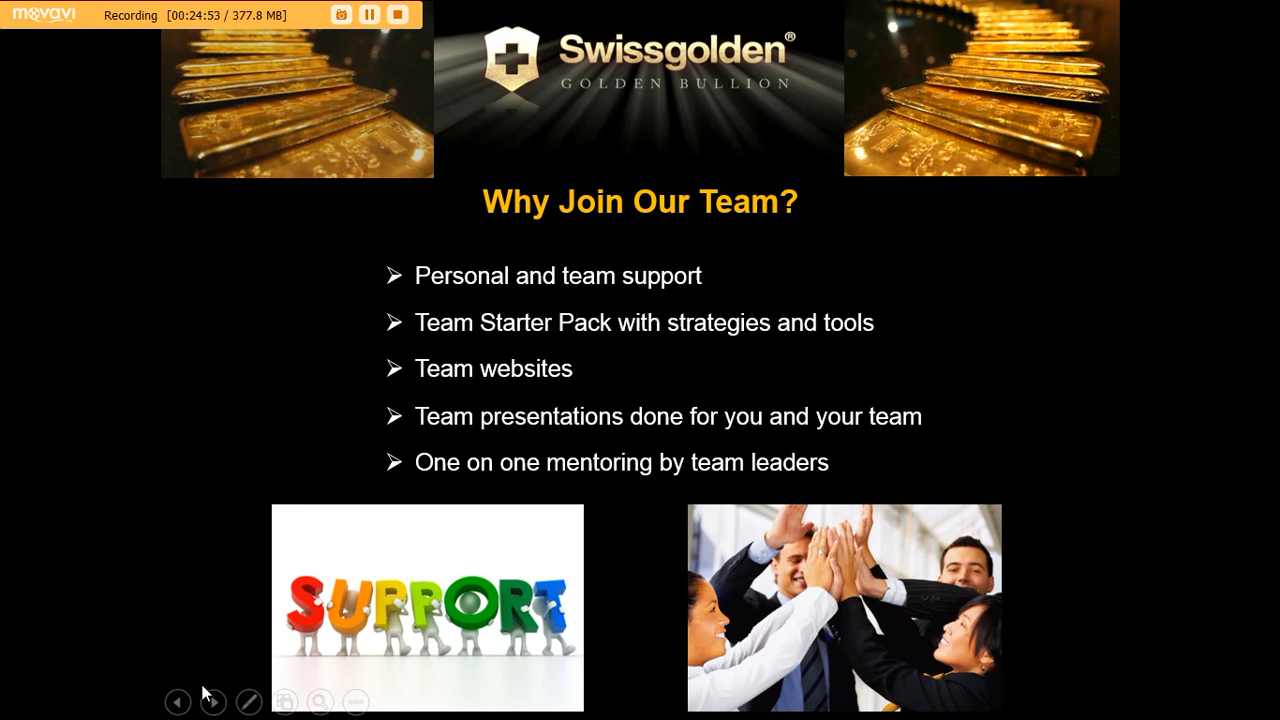 movavi
Recording [00:24:53 / 377.8 MB]
Swissgolden®
GOLDEN BULLION
Why Join Our Team?
➢ Personal and team support
➢ Team Starter Pack with strategies and tools
➢ Team websites
➢ Team presentations done for you and your team
➢ One on one mentoring by team leaders
SUPPORT